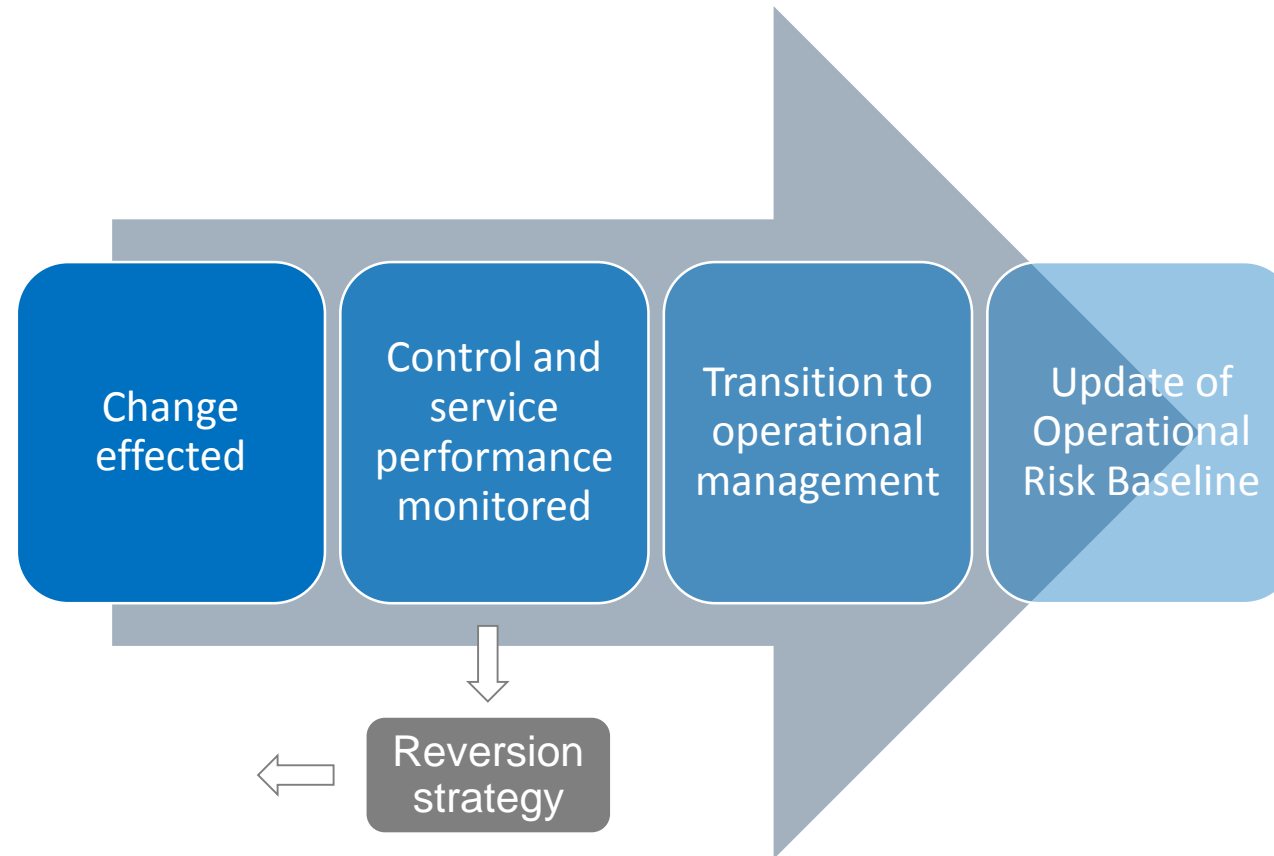 Change
effected
Control and
service
performance
monitored
Transition to
operational
management
Update of
Operational
Risk Baseline
Reversion
strategy